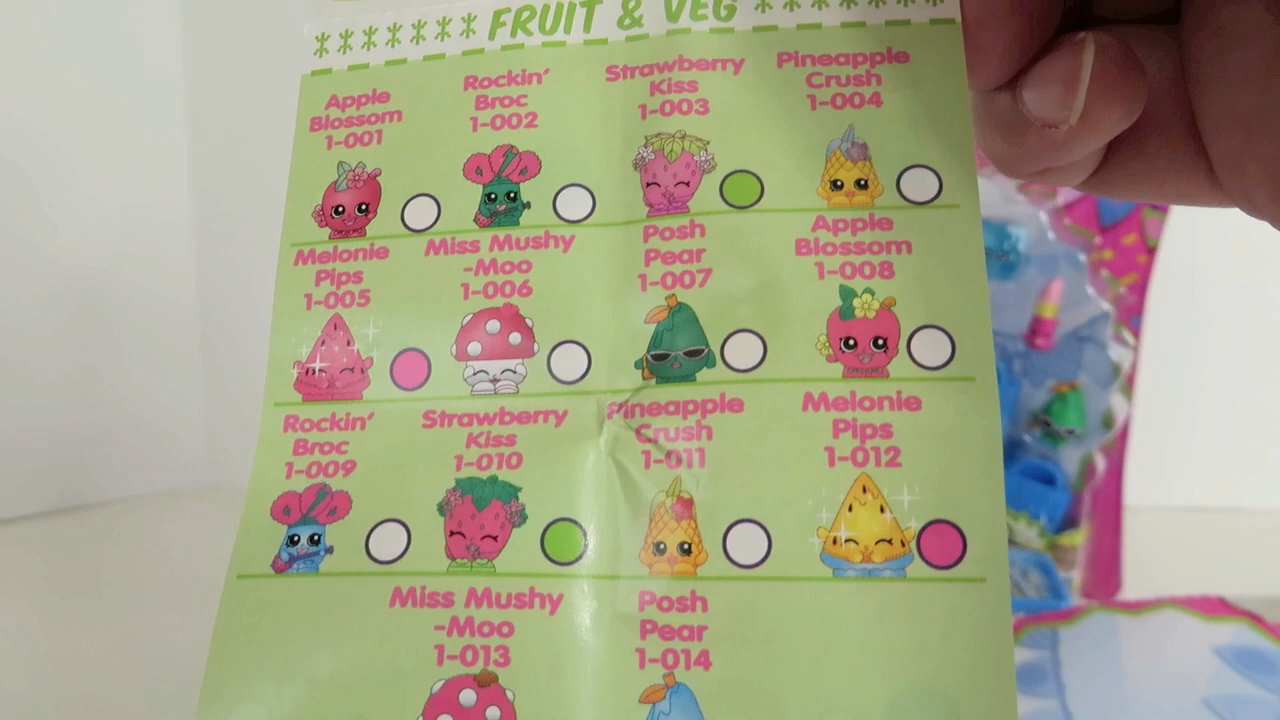 ******* FRUIT & VEG *******
Apple
Blossom
1-001
Rockin'
Broc
1-002
Strawberry
Kiss
1-003
Pineapple
Crush
1-004
Melonie
Pips
1-005
Miss Mushy
-Moo
1-006
Posh
Pear
1-007
Apple
Blossom
1-008
Rockin'
Broc
1-009
Strawberry
Kiss
1-010
Pineapple
Crush
1-011
Melonie
Pips
1-012
Miss Mushy
-Moo
1-013
Posh
Pear
1-014